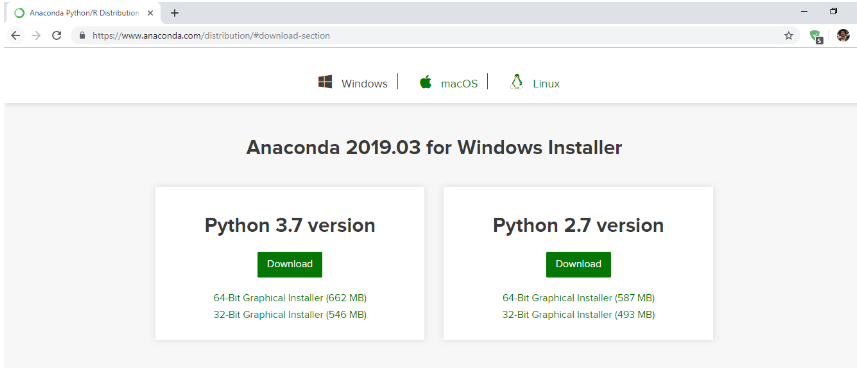 Anaconda Python/R Distribution
https://www.anaconda.com/distribution/#download-section
Windows macOS Linux
Anaconda 2019.03 for Windows Installer
Python 3.7 version
Download
64-Bit Graphical Installer (662 MB)
32-Bit Graphical Installer (546 MB)
Python 2.7 version
Download
64-Bit Graphical Installer (587 MB)
32-Bit Graphical Installer (493 MB)